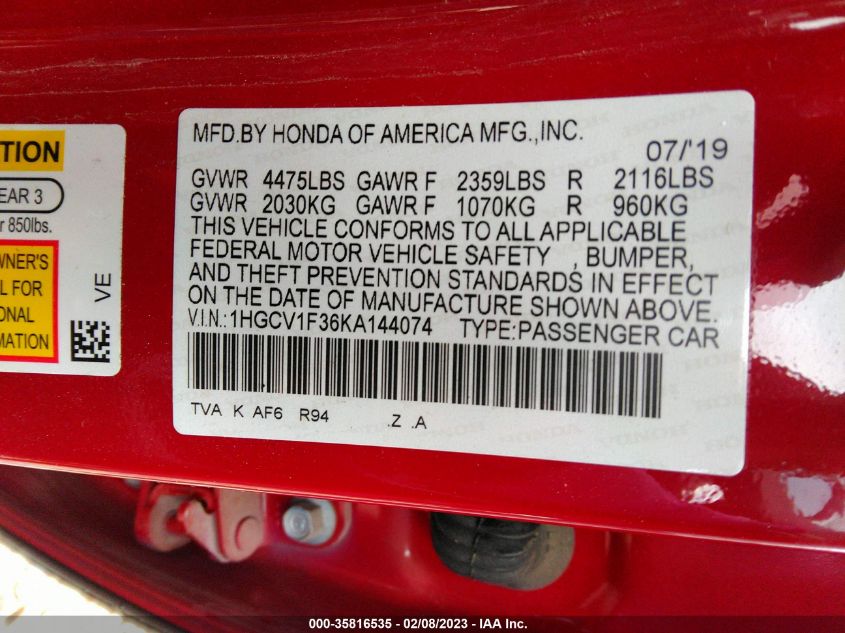 TION
EAR 3
r 850lbs.
WNER'S
L FOR
ONAL
MATION
VE
MFD.BY HONDA OF AMERICA MFG.,INC.
07/'19
GVWR 4475LBS GAWR F 2359LBS R 2116LBS
GVWR 2030KG GAWR F 1070KG R 960KG
THIS VEHICLE CONFORMS TO ALL APPLICABLE
FEDERAL MOTOR VEHICLE SAFETY , BUMPER,
AND THEFT PREVENTION STANDARDS IN EFFECT
ON THE DATE OF MANUFACTURE SHOWN ABOVE.
V.I.N.:1HGCV1F36KA144074 TYPE:PASSENGER CAR
TVA K AF6 R94 .Z .A
000-35816535 - 02/08/2023 - IAA Inc.